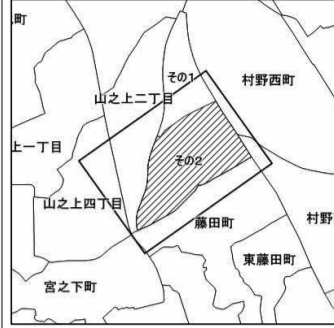 町
その1
村野西町
山之上二丁目
上一丁目
その2
山之上四丁目
藤田町
村野
東藤田町
宮之下町